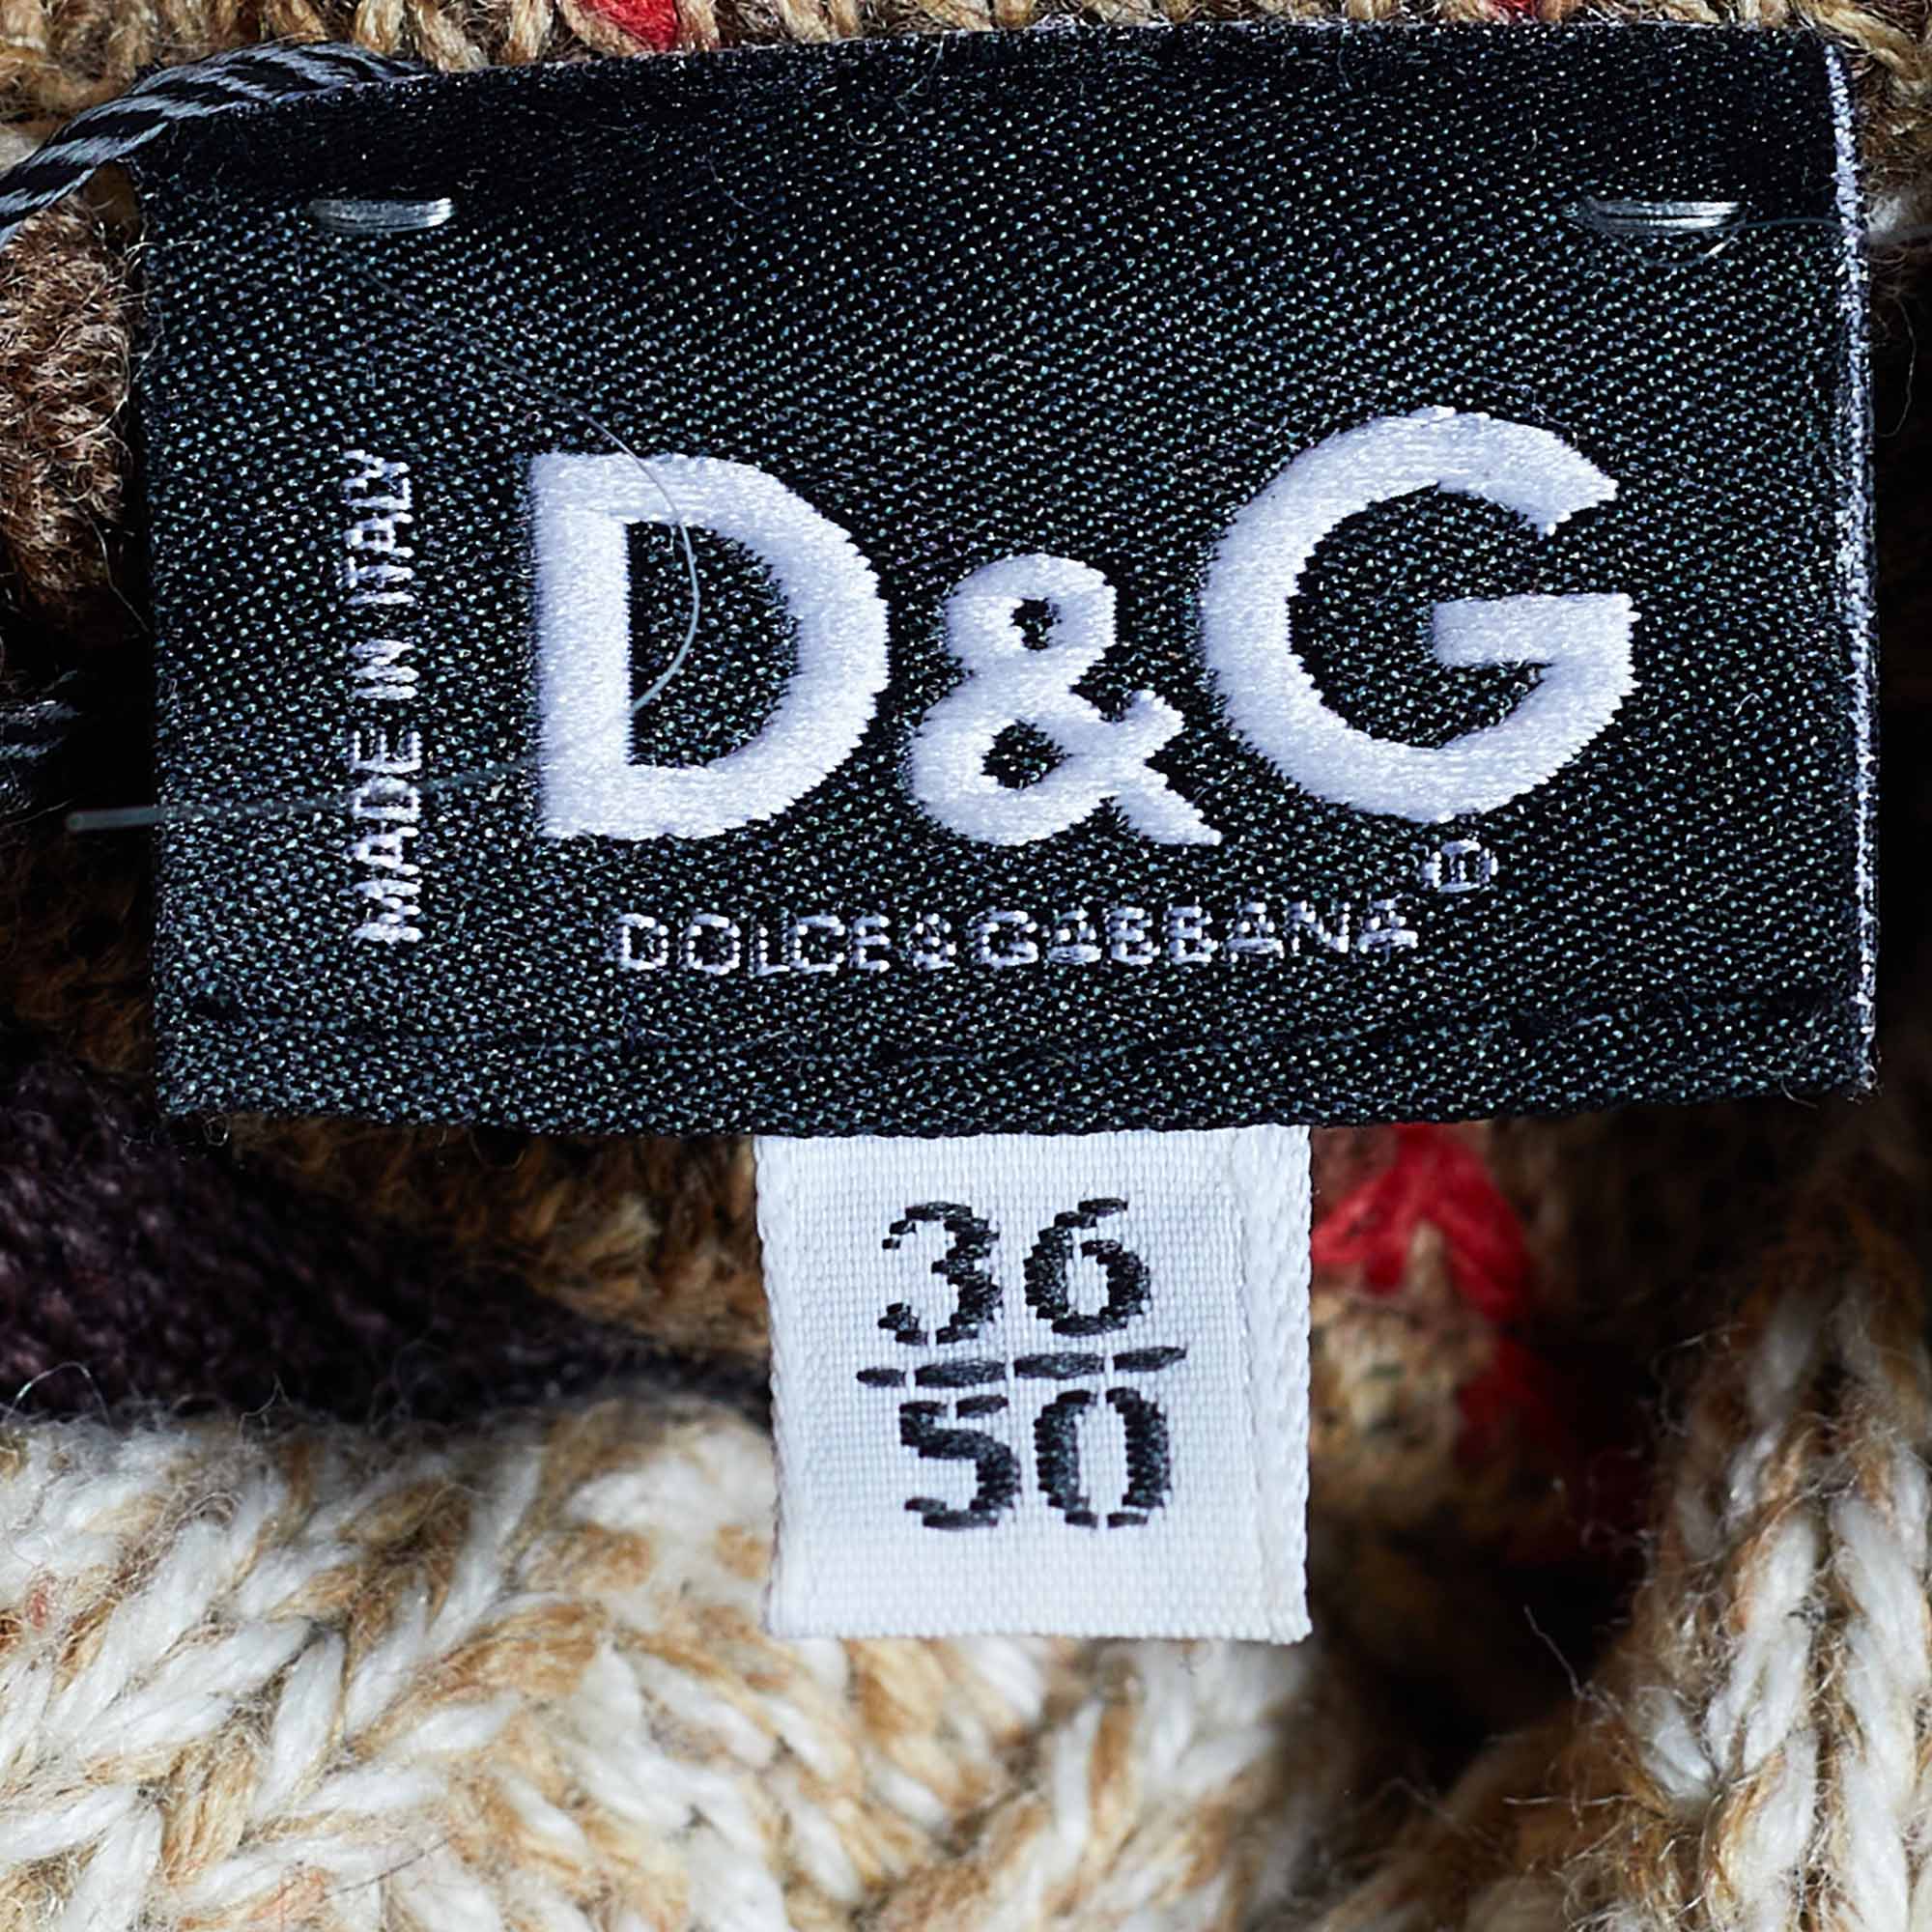 MADE IN ITALY
D&G
®
DOLCE & GABBANA
36
50